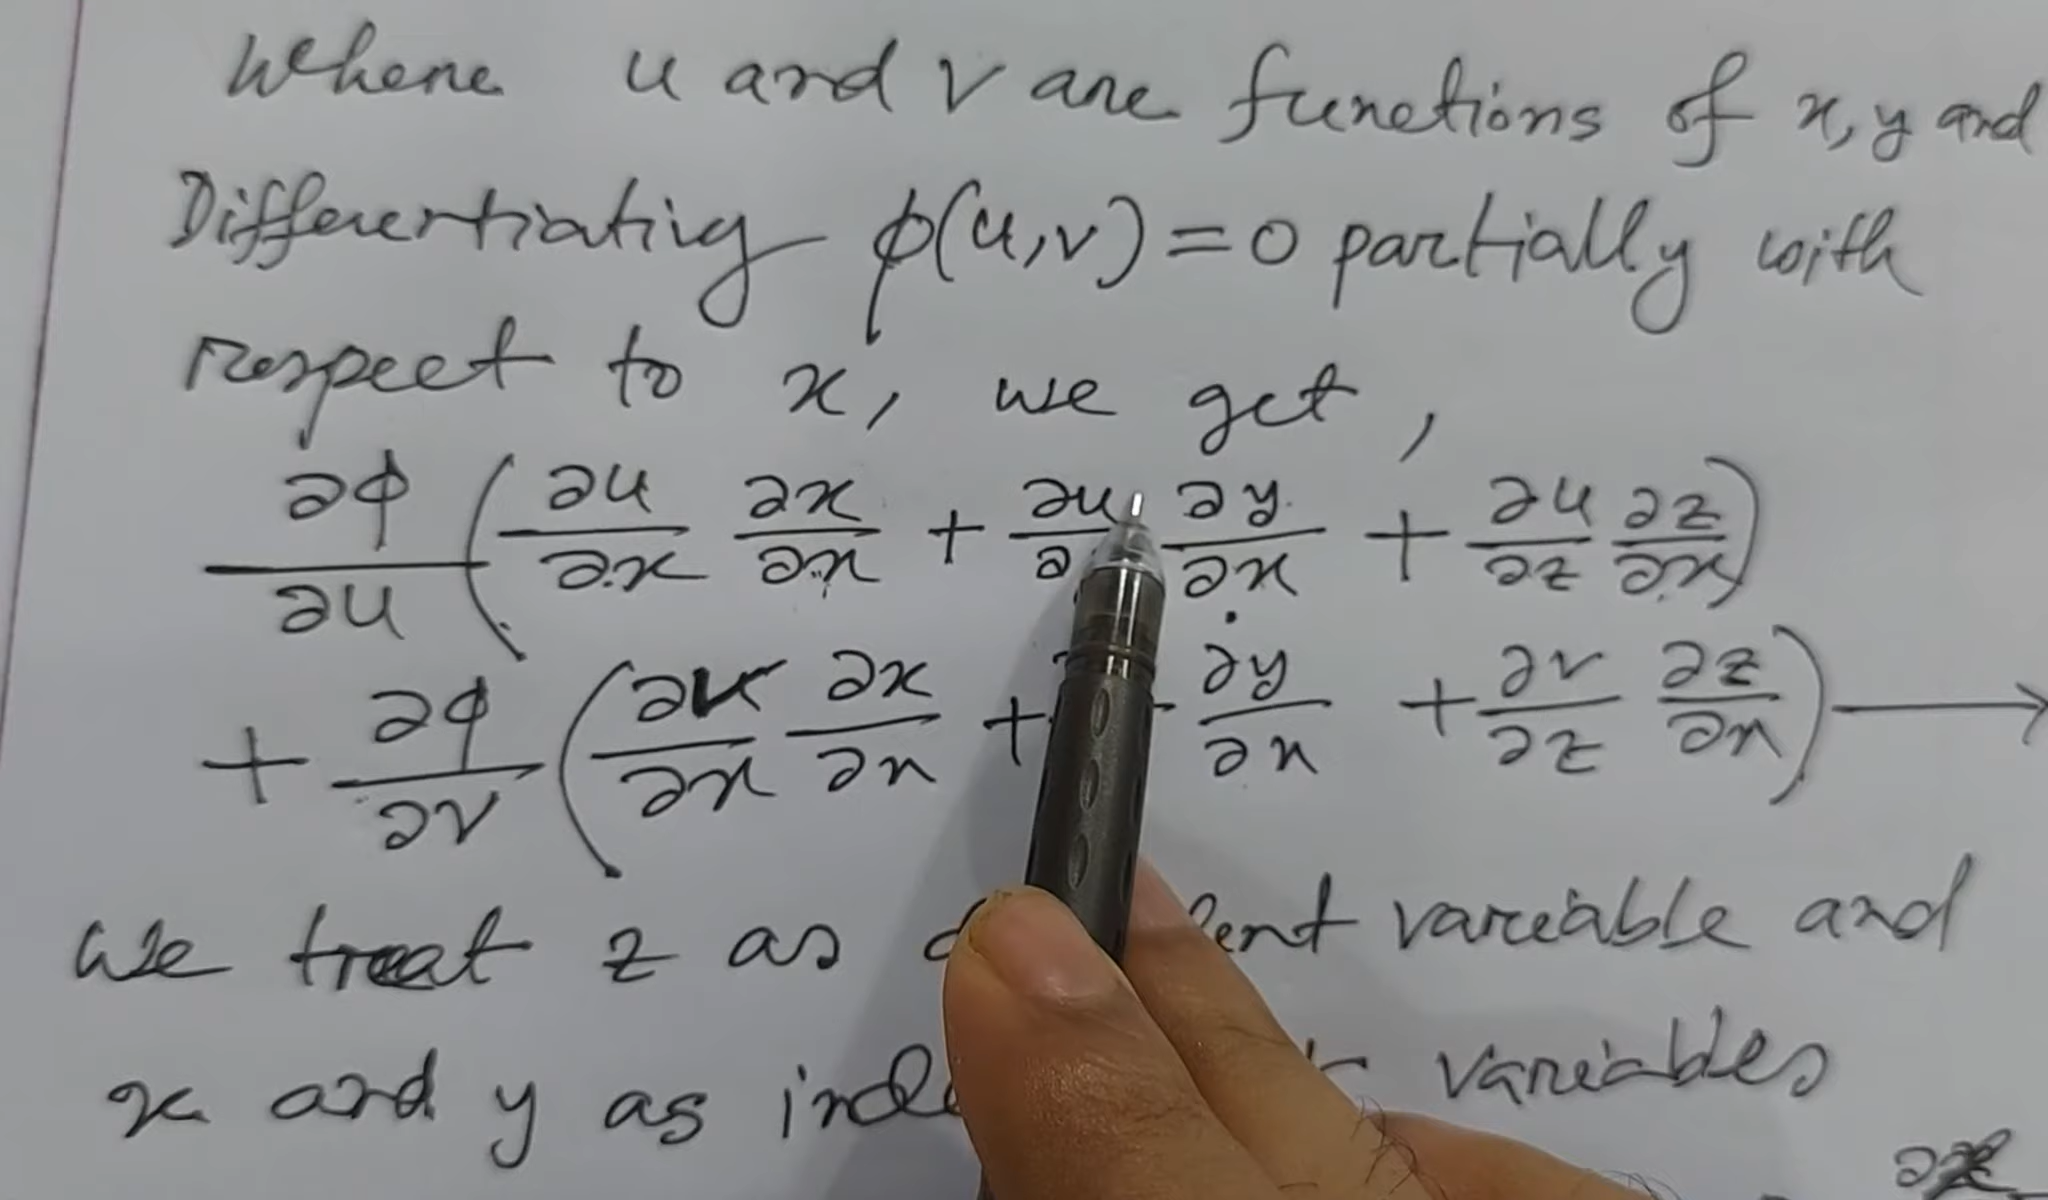 Where u and v are functions of x, y and
Differentiating ϕ(u,v)=0 partially with
respect to x, we get,
∂ϕ/∂u (∂u/∂x ∂x/∂x + ∂u/∂ ∂y/∂x + ∂u/∂z ∂z/∂x)
+ ∂ϕ/∂v (∂v/∂x ∂x/∂x + ∂y/∂x + ∂v/∂z ∂z/∂x) →
We treat z as variable and
x and y as variables